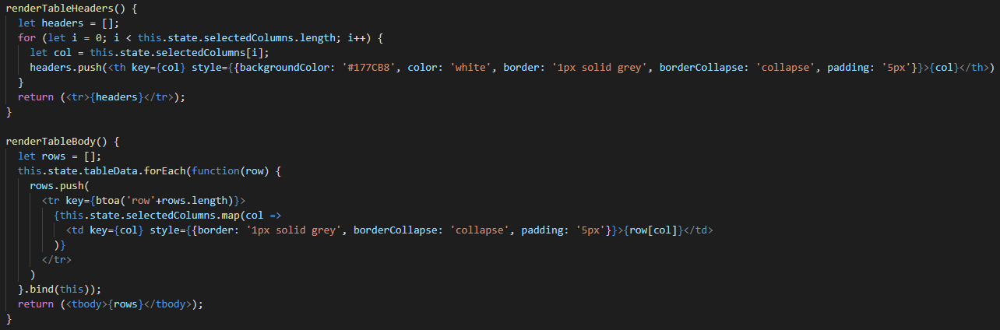 renderTableHeaders() {
  let headers = [];
  for (let i = 0; i < this.state.selectedColumns.length; i++) {
    let col = this.state.selectedColumns[i];
    headers.push(<th key={col} style={{backgroundColor: '#177CB8', color: 'white', border: '1px solid grey', borderCollapse: 'collapse', padding: '5px'}}>{col}</th>)
  }
  return (<tr>{headers}</tr>);
}

renderTableBody() {
  let rows = [];
  this.state.tableData.forEach(function(row) {
    rows.push(
      <tr key={btoa('row'+rows.length)}>
        {this.state.selectedColumns.map(col =>
          <td key={col} style={{border: '1px solid grey', borderCollapse: 'collapse', padding: '5px'}}>{row[col]}</td>
        )}
      </tr>
    )
  }.bind(this));
  return (<tbody>{rows}</tbody>);
}